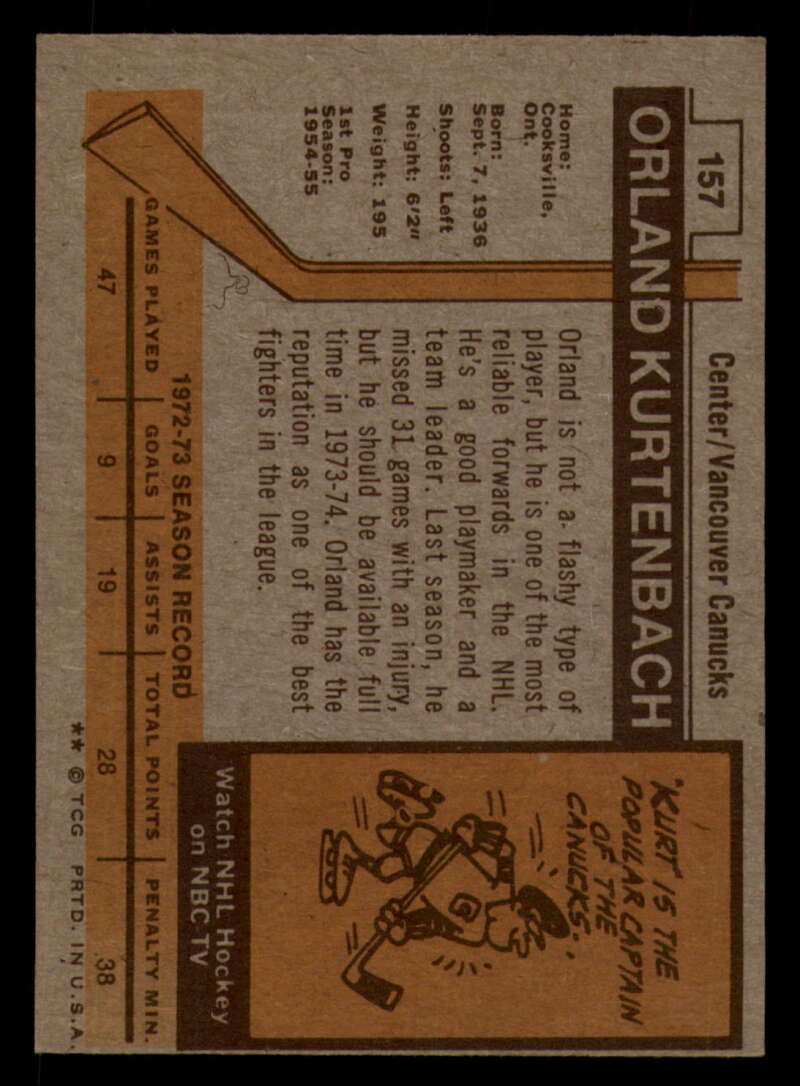 157
Center/Vancouver Canucks
ORLAND KURTENBACH
Home:
Cooksville,
Ont.
Born:
Sept. 7, 1936
Shoots: Left
Height: 6'2"
Weight: 195
1st Pro
Season:
1954-55
Orland is not a flashy type of
player, but he is one of the most
reliable forwards in the NHL.
He's a good playmaker and a
team leader. Last season, he
missed 31 games with an injury,
but he should be available full
time in 1973-74. Orland has the
reputation as one of the best
fighters in the league.
"KURT" IS THE
POPULAR CAPTAIN
OF THE
CANUCKS.
C
Watch NHL Hockey
on NBC-TV
1972-73 SEASON RECORD
GAMES PLAYED GOALS ASSISTS TOTAL POINTS PENALTY MIN.
47 9 19 28 38
** © TCG PRTD. IN U.S.A.